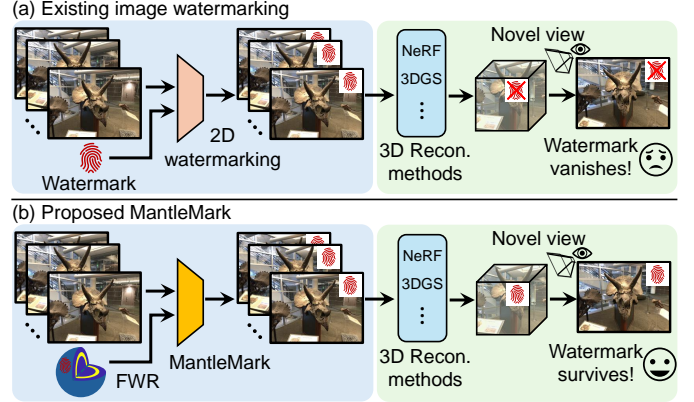 (a) Existing image watermarking
Novel view
NeRF
3DGS
⋮
2D
watermarking
Watermark
3D Recon.
methods
Watermark
vanishes!
(b) Proposed MantleMark
Novel view
NeRF
3DGS
⋮
MantleMark
FWR
3D Recon.
methods
Watermark
survives!